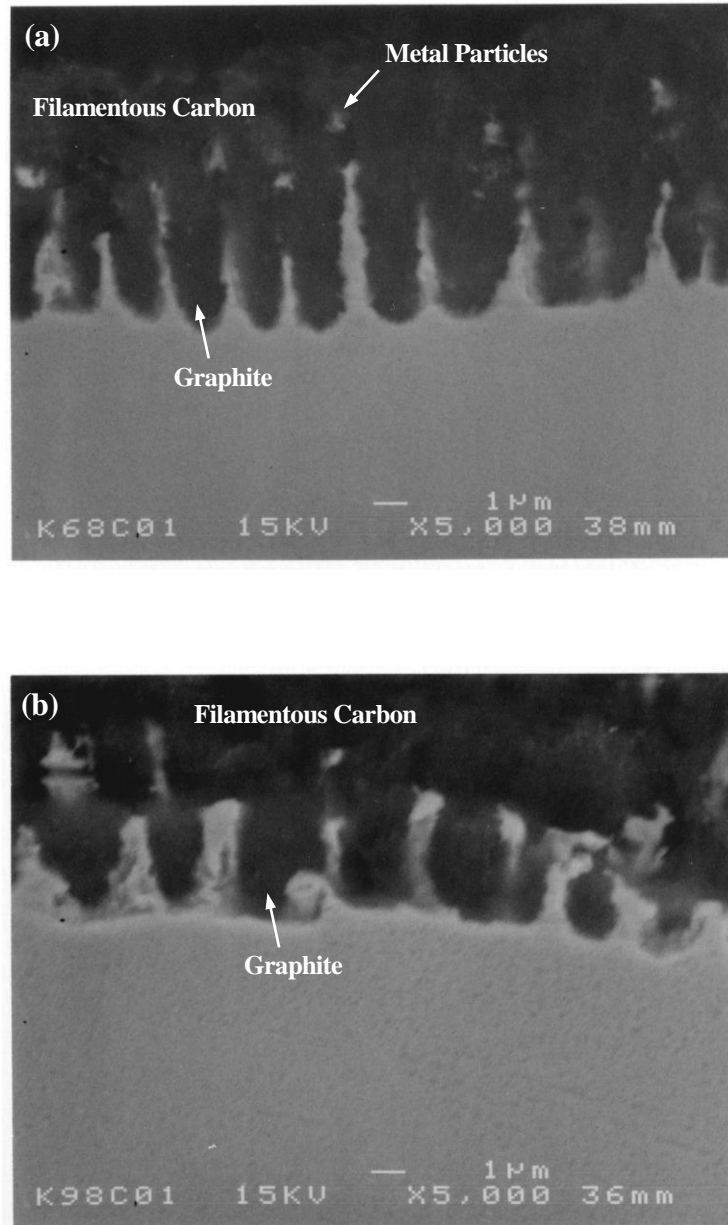 (a)
Metal Particles
Filamentous Carbon
Graphite
1μm
K68C01 15KV X5,000 38mm
(b)
Filamentous Carbon
Graphite
1μm
K98C01 15KV X5,000 36mm